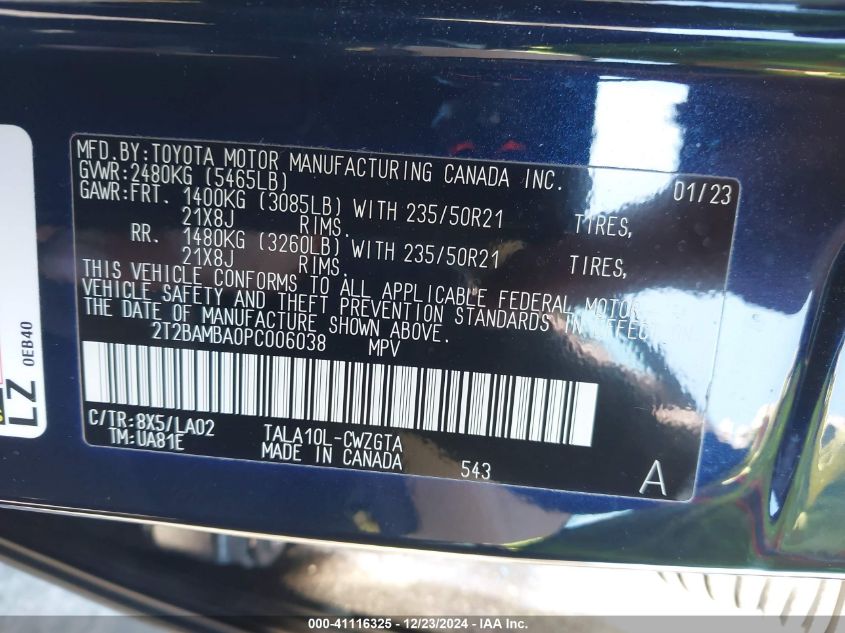 MFD.BY:TOYOTA MOTOR MANUFACTURING CANADA INC.
GVWR:2480KG (5465LB) 01/23
GAWR:FRT. 1400KG (3085LB) WITH 235/50R21 TIRES,
21X8J RIMS.
RR. 1480KG (3260LB) WITH 235/50R21 TIRES,
21X8J RIMS.
THIS VEHICLE CONFORMS TO ALL APPLICABLE FEDERAL MOTOR
VEHICLE SAFETY AND THEFT PREVENTION STANDARDS IN EFFECT ON
THE DATE OF MANUFACTURE SHOWN ABOVE.
2T2BAMBA0PC006038 MPV
C/TR:8X5/LA02 TALA10L-CWZGTA
TM:UA81E MADE IN CANADA 543 A
LZ 0EB40
000-41116325 - 12/23/2024 - IAA Inc.